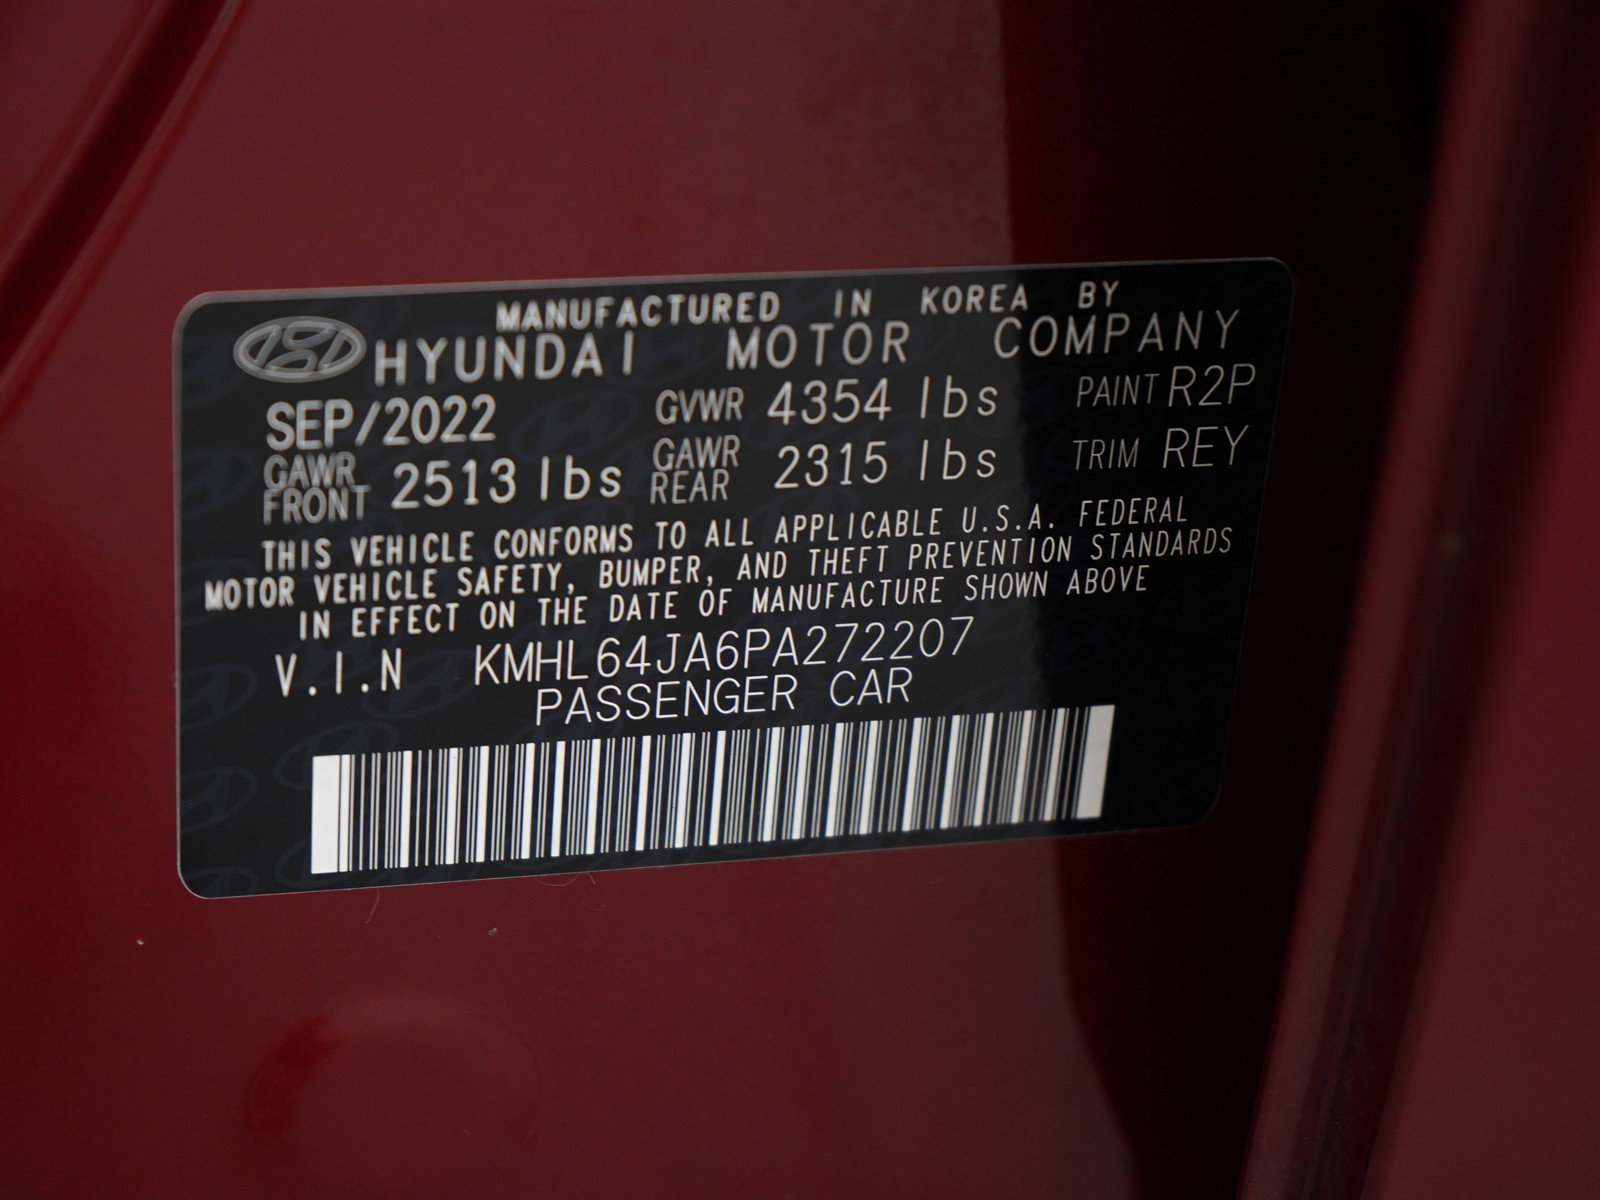 MANUFACTURED IN KOREA BY
HYUNDAI MOTOR COMPANY
SEP/2022 GVWR 4354 lbs PAINT R2P
GAWR FRONT 2513 lbs GAWR REAR 2315 lbs TRIM REY
THIS VEHICLE CONFORMS TO ALL APPLICABLE U.S.A. FEDERAL
MOTOR VEHICLE SAFETY, BUMPER, AND THEFT PREVENTION STANDARDS
IN EFFECT ON THE DATE OF MANUFACTURE SHOWN ABOVE
V.I.N KMHL64JA6PA272207
PASSENGER CAR